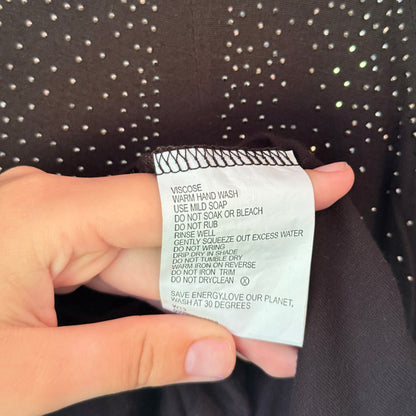 VISCOSE
WARM HAND WASH
USE MILD SOAP
DO NOT SOAK OR BLEACH
DO NOT RUB
RINSE WELL
GENTLY SQUEEZE OUT EXCESS WATER
DO NOT WRING
DRIP DRY IN SHADE
DO NOT TUMBLE DRY
WARM IRON ON REVERSE
DO NOT IRON TRIM
DO NOT DRYCLEAN
SAVE ENERGY,LOVE OUR PLANET,
WASH AT 30 DEGREES